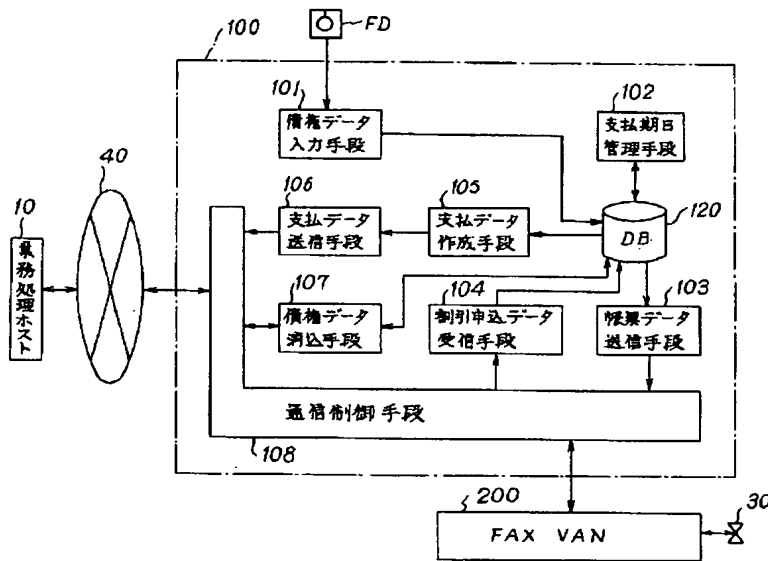 FD
100
101
債権データ
入力手段
102
支払期日
管理手段
40
10
業務処理ホスト
106
支払データ
送信手段
105
支払データ
作成手段
120
DB
107
債権データ
消込手段
104
割引申込データ
受信手段
103
帳票データ
送信手段
通信制御手段
108
200
FAX VAN
30